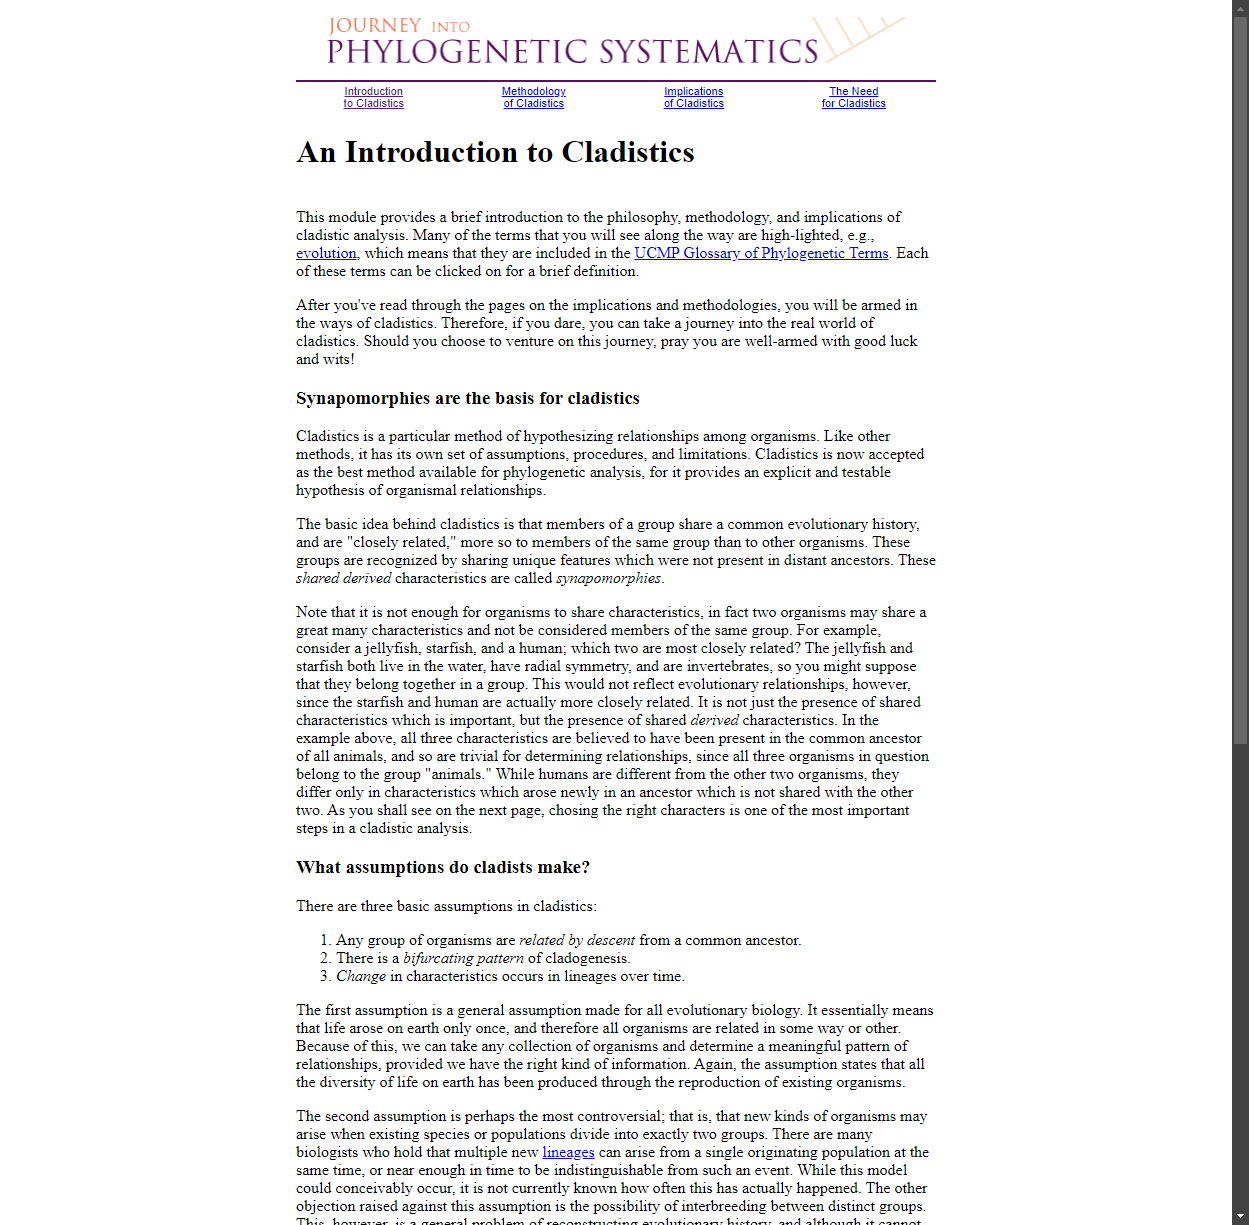 JOURNEY INTO
PHYLOGENETIC SYSTEMATICS
Introduction
to Cladistics
Methodology
of Cladistics
Implications
of Cladistics
The Need
for Cladistics
An Introduction to Cladistics
This module provides a brief introduction to the philosophy, methodology, and implications of
cladistic analysis. Many of the terms that you will see along the way are high-lighted, e.g.,
evolution, which means that they are included in the UCMP Glossary of Phylogenetic Terms. Each
of these terms can be clicked on for a brief definition.
After you've read through the pages on the implications and methodologies, you will be armed in
the ways of cladistics. Therefore, if you dare, you can take a journey into the real world of
cladistics. Should you choose to venture on this journey, pray you are well-armed with good luck
and wits!
Synapomorphies are the basis for cladistics
Cladistics is a particular method of hypothesizing relationships among organisms. Like other
methods, it has its own set of assumptions, procedures, and limitations. Cladistics is now accepted
as the best method available for phylogenetic analysis, for it provides an explicit and testable
hypothesis of organismal relationships.
The basic idea behind cladistics is that members of a group share a common evolutionary history,
and are "closely related," more so to members of the same group than to other organisms. These
groups are recognized by sharing unique features which were not present in distant ancestors. These
shared derived characteristics are called synapomorphies.
Note that it is not enough for organisms to share characteristics, in fact two organisms may share a
great many characteristics and not be considered members of the same group. For example,
consider a jellyfish, starfish, and a human; which two are most closely related? The jellyfish and
starfish both live in the water, have radial symmetry, and are invertebrates, so you might suppose
that they belong together in a group. This would not reflect evolutionary relationships, however,
since the starfish and human are actually more closely related. It is not just the presence of shared
characteristics which is important, but the presence of shared derived characteristics. In the
example above, all three characteristics are believed to have been present in the common ancestor
of all animals, and so are trivial for determining relationships, since all three organisms in question
belong to the group "animals." While humans are different from the other two organisms, they
differ only in characteristics which arose newly in an ancestor which is not shared with the other
two. As you shall see on the next page, chosing the right characters is one of the most important
steps in a cladistic analysis.
What assumptions do cladists make?
There are three basic assumptions in cladistics:
1. Any group of organisms are related by descent from a common ancestor.
2. There is a bifurcating pattern of cladogenesis.
3. Change in characteristics occurs in lineages over time.
The first assumption is a general assumption made for all evolutionary biology. It essentially means
that life arose on earth only once, and therefore all organisms are related in some way or other.
Because of this, we can take any collection of organisms and determine a meaningful pattern of
relationships, provided we have the right kind of information. Again, the assumption states that all
the diversity of life on earth has been produced through the reproduction of existing organisms.
The second assumption is perhaps the most controversial; that is, that new kinds of organisms may
arise when existing species or populations divide into exactly two groups. There are many
biologists who hold that multiple new lineages can arise from a single originating population at the
same time, or near enough in time to be indistinguishable from such an event. While this model
could conceivably occur, it is not currently known how often this has actually happened. The other
objection raised against this assumption is the possibility of interbreeding between distinct groups.
This, however, is a general problem of reconstructing evolutionary history, and although it cannot